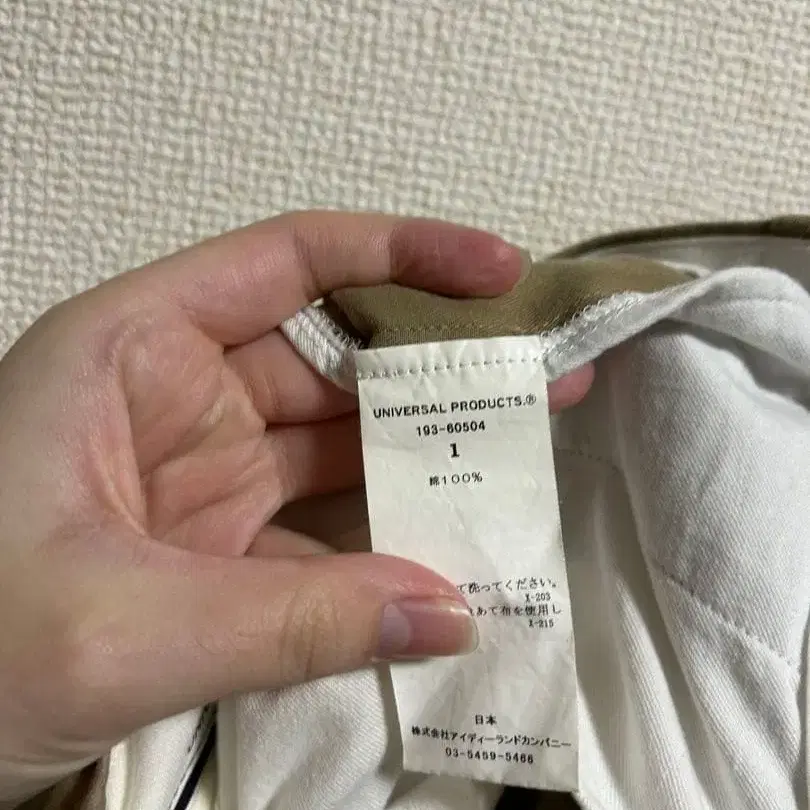 UNIVERSAL PRODUCTS.®
193-60504
1
綿100%
て洗ってください。
X-203
あて布を使用し
X-215
日本
株式会社アイディーランドカンパニー
03-5459-5466